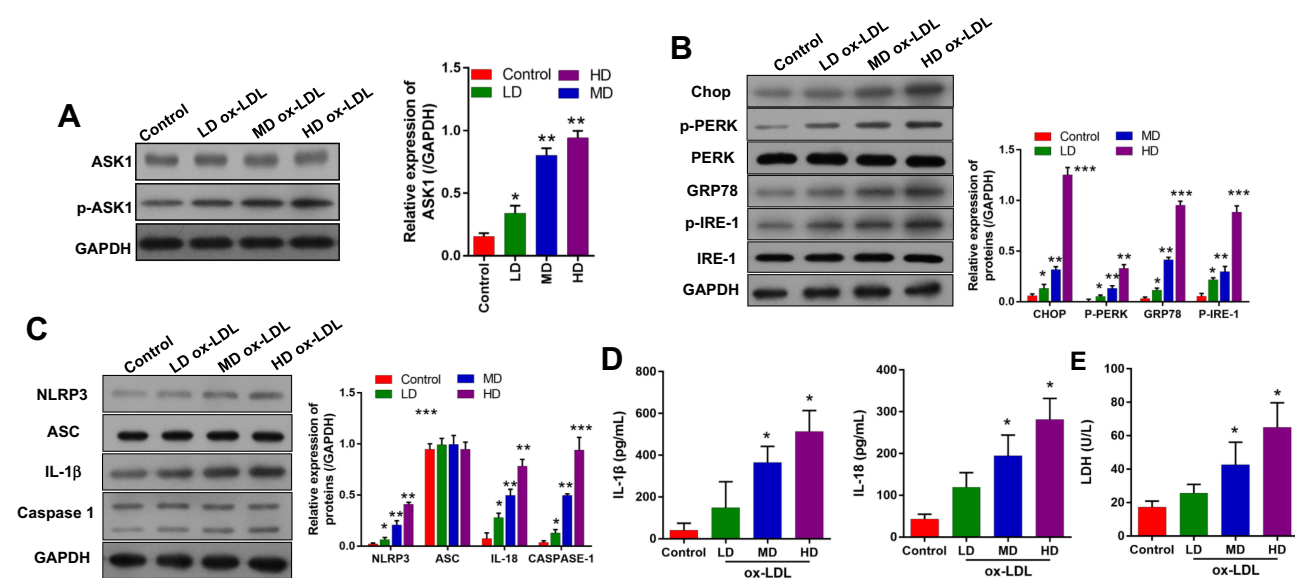 A
Control
LD ox-LDL
MD ox-LDL
HD ox-LDL
ASK1
p-ASK1
GAPDH
Relative expression of
ASK1 (/GAPDH)
1.5
1.0
0.5
0.0
Control
HD
LD
MD
*
**
**
Control
LD
MD
HD
B
Control
LD ox-LDL
MD ox-LDL
HD ox-LDL
Chop
p-PERK
PERK
GRP78
p-IRE-1
IRE-1
GAPDH
Relative expression of
proteins (/GAPDH)
1.5
1.0
0.5
0.0
Control
MD
LD
HD
*
**
***
*
**
**
*
**
***
*
**
***
CHOP
P-PERK
GRP78
P-IRE-1
C
Control
LD ox-LDL
MD ox-LDL
HD ox-LDL
NLRP3
ASC
IL-1β
Caspase 1
GAPDH
Relative expression of
proteins (/GAPDH)
1.5
1.0
0.5
0.0
Control
MD
LD
HD
*
**
**
***
*
**
**
*
**
***
NLRP3
ASC
IL-18
CASPASE-1
D
IL-1β (pg/mL)
800
600
400
200
0
*
*
Control
LD
MD
HD
ox-LDL
IL-18 (pg/mL)
400
300
200
100
0
*
*
Control
LD
MD
HD
ox-LDL
E
LDH (U/L)
100
80
60
40
20
0
*
*
Control
LD
MD
HD
ox-LDL